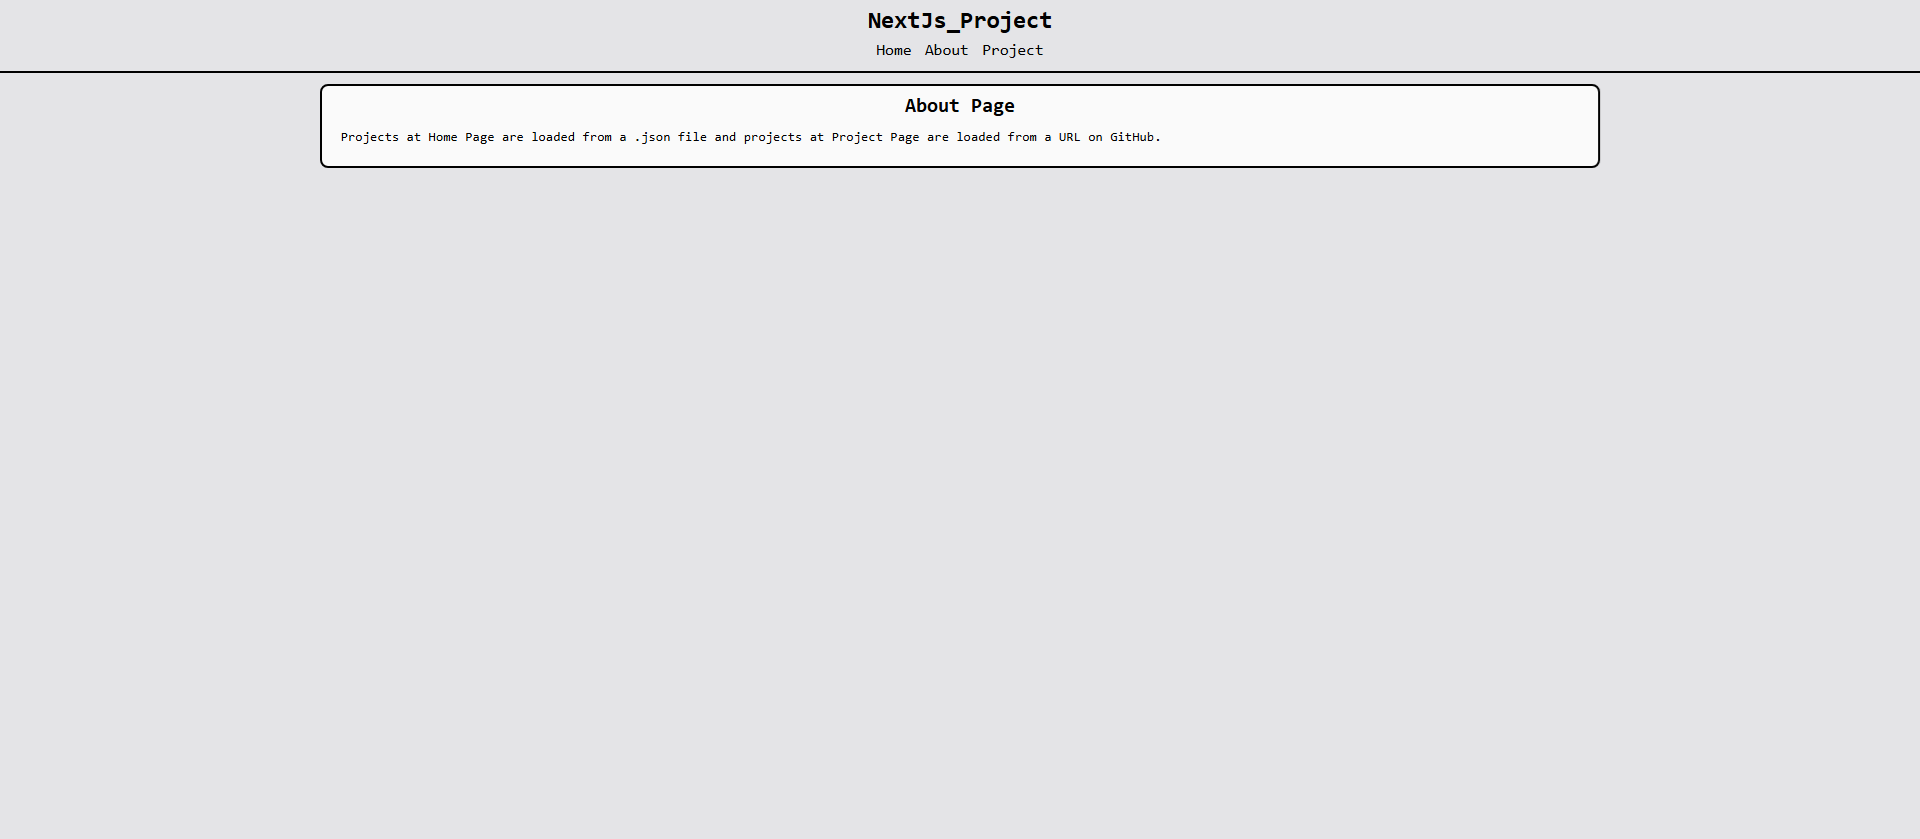 NextJs_Project
Home About Project
About Page
Projects at Home Page are loaded from a .json file and projects at Project Page are loaded from a URL on GitHub.